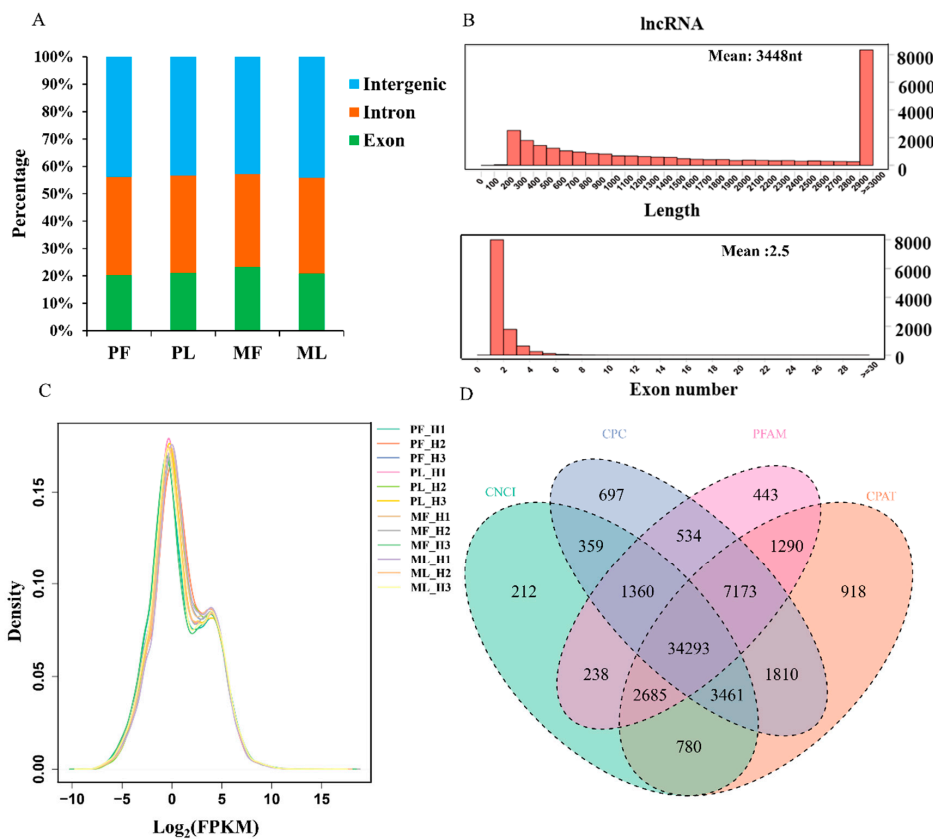 A
100%
90%
80%
70%
60%
50%
40%
30%
20%
10%
0%
Percentage
PF PL MF ML
Intergenic
Intron
Exon
B
lncRNA
Mean: 3448nt
8000
6000
4000
2000
0
0 100 200 300 400 500 600 700 800 900 1000 1100 1200 1300 1400 1500 1600 1700 1800 1900 2000 2100 2200 2300 2400 2500 2600 2700 2800 2900 >=3000
Length
Mean :2.5
8000
6000
4000
2000
0
0 2 4 6 8 10 12 14 16 18 20 22 24 26 28 >=30
Exon number
C
0.15
0.10
0.05
0.00
Density
−10 −5 0 5 10 15
Log2(FPKM)
PF_H1
PF_H2
PF_H3
PL_H1
PL_H2
PL_H3
MF_H1
MF_H2
MF_H3
ML_H1
ML_H2
ML_H3
D
CPC PFAM
CNCI CPAT
697 443
359 534 1290
212 1360 7173 918
34293
238 1810
2685 3461
780